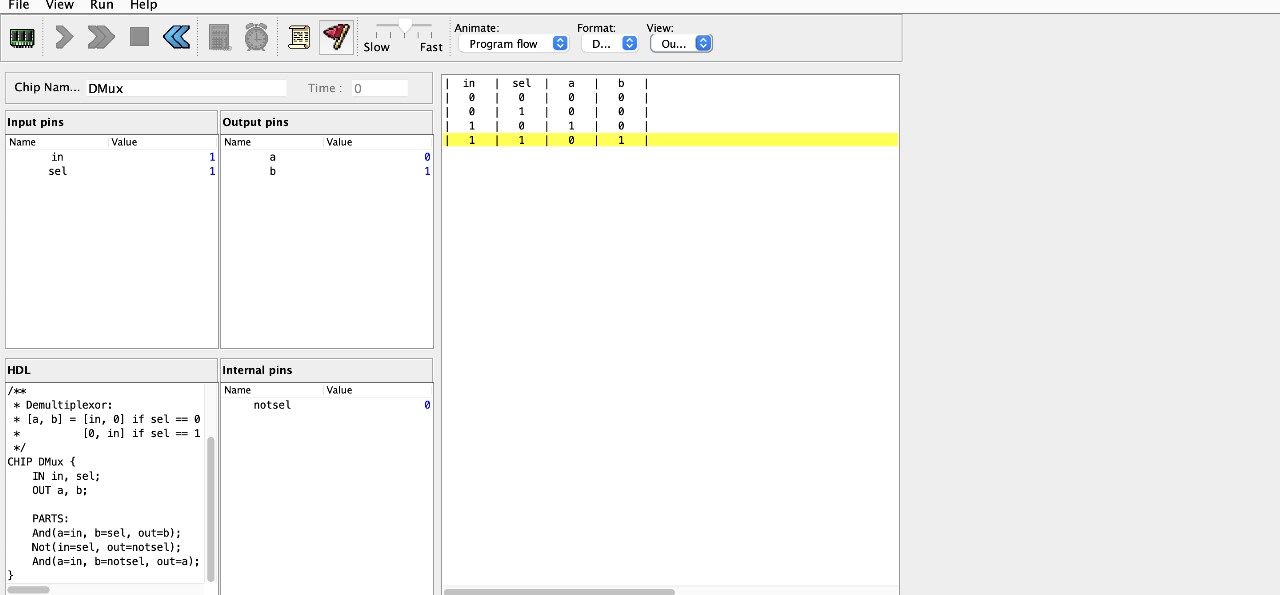 File View Run Help
Slow Fast
Animate: Format: View:
Program flow D... Ou...
Chip Nam... DMux Time : 0
Input pins
Name Value
in 1
sel 1
Output pins
Name Value
a 0
b 1
HDL
/**
* Demultiplexor:
* [a, b] = [in, 0] if sel == 0
* [0, in] if sel == 1
*/
CHIP DMux {
IN in, sel;
OUT a, b;
PARTS:
And(a=in, b=sel, out=b);
Not(in=sel, out=notsel);
And(a=in, b=notsel, out=a);
}
Internal pins
Name Value
notsel 0
| in | sel | a | b |
| 0 | 0 | 0 | 0 |
| 0 | 1 | 0 | 0 |
| 1 | 0 | 1 | 0 |
| 1 | 1 | 0 | 1 |